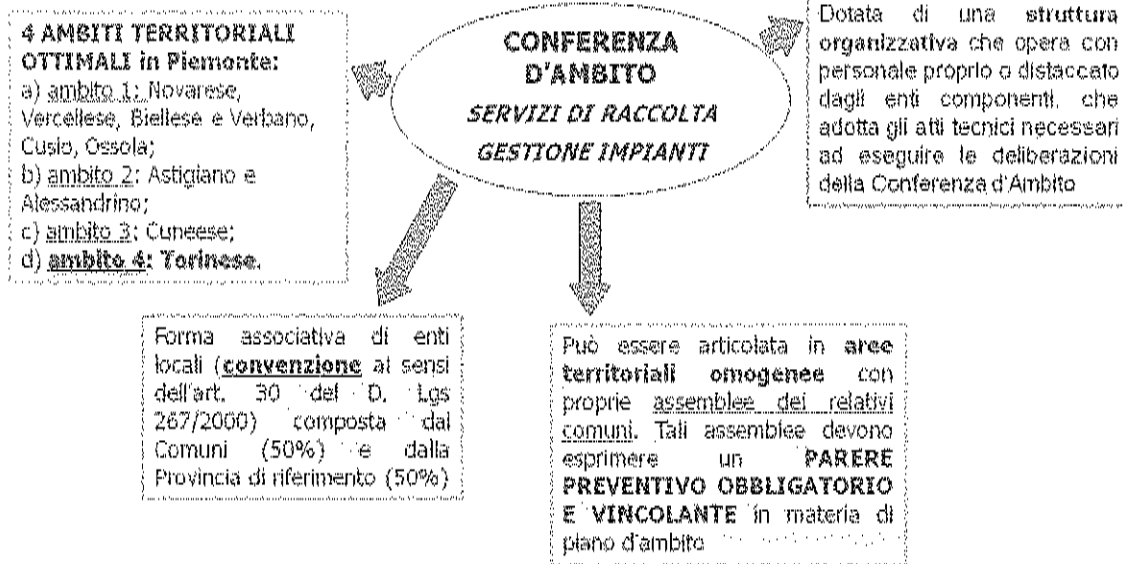 4 AMBITI TERRITORIALI
OTTIMALI in Piemonte:
a) ambito 1: Novarese,
Vercellese, Biellese e Verbano,
Cusio, Ossola;
b) ambito 2: Astigiano e
Alessandrino;
c) ambito 3: Cuneese;
d) ambito 4: Torinese.
CONFERENZA
D'AMBITO
SERVIZI DI RACCOLTA
GESTIONE IMPIANTI
Dotata di una struttura
organizzativa che opera con
personale proprio o distaccato
dagli enti componenti, che
adotta gli atti tecnici necessari
ad eseguire le deliberazioni
della Conferenza d'Ambito
Forma associativa di enti
locali (convenzione ai sensi
dell'art. 30 del D. Lgs
267/2000) composta dai
Comuni (50%) e dalla
Provincia di riferimento (50%)
Può essere articolata in aree
territoriali omogenee con
proprie assemblee dei relativi
comuni. Tali assemblee devono
esprimere un PARERE
PREVENTIVO OBBLIGATORIO
E VINCOLANTE in materia di
piano d'ambito